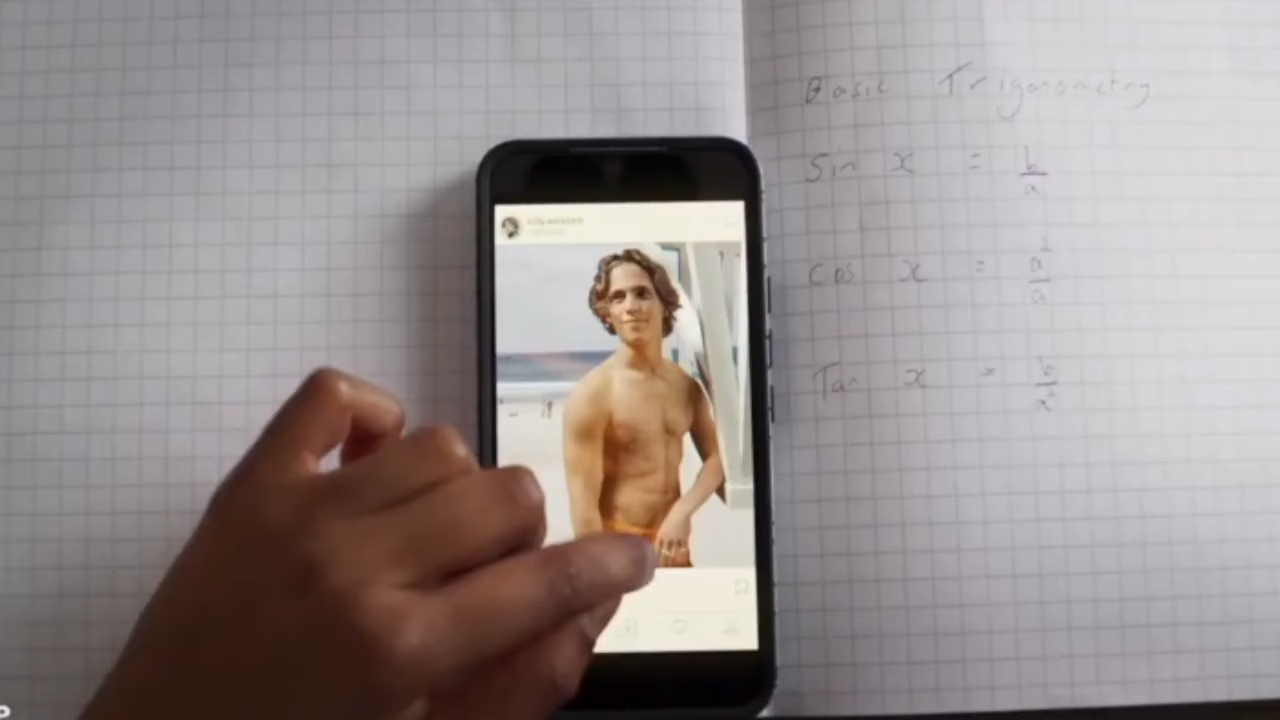 Basic Trigonometry
Sin x = b/a
cos x = a²/a
Tan x = b/x²